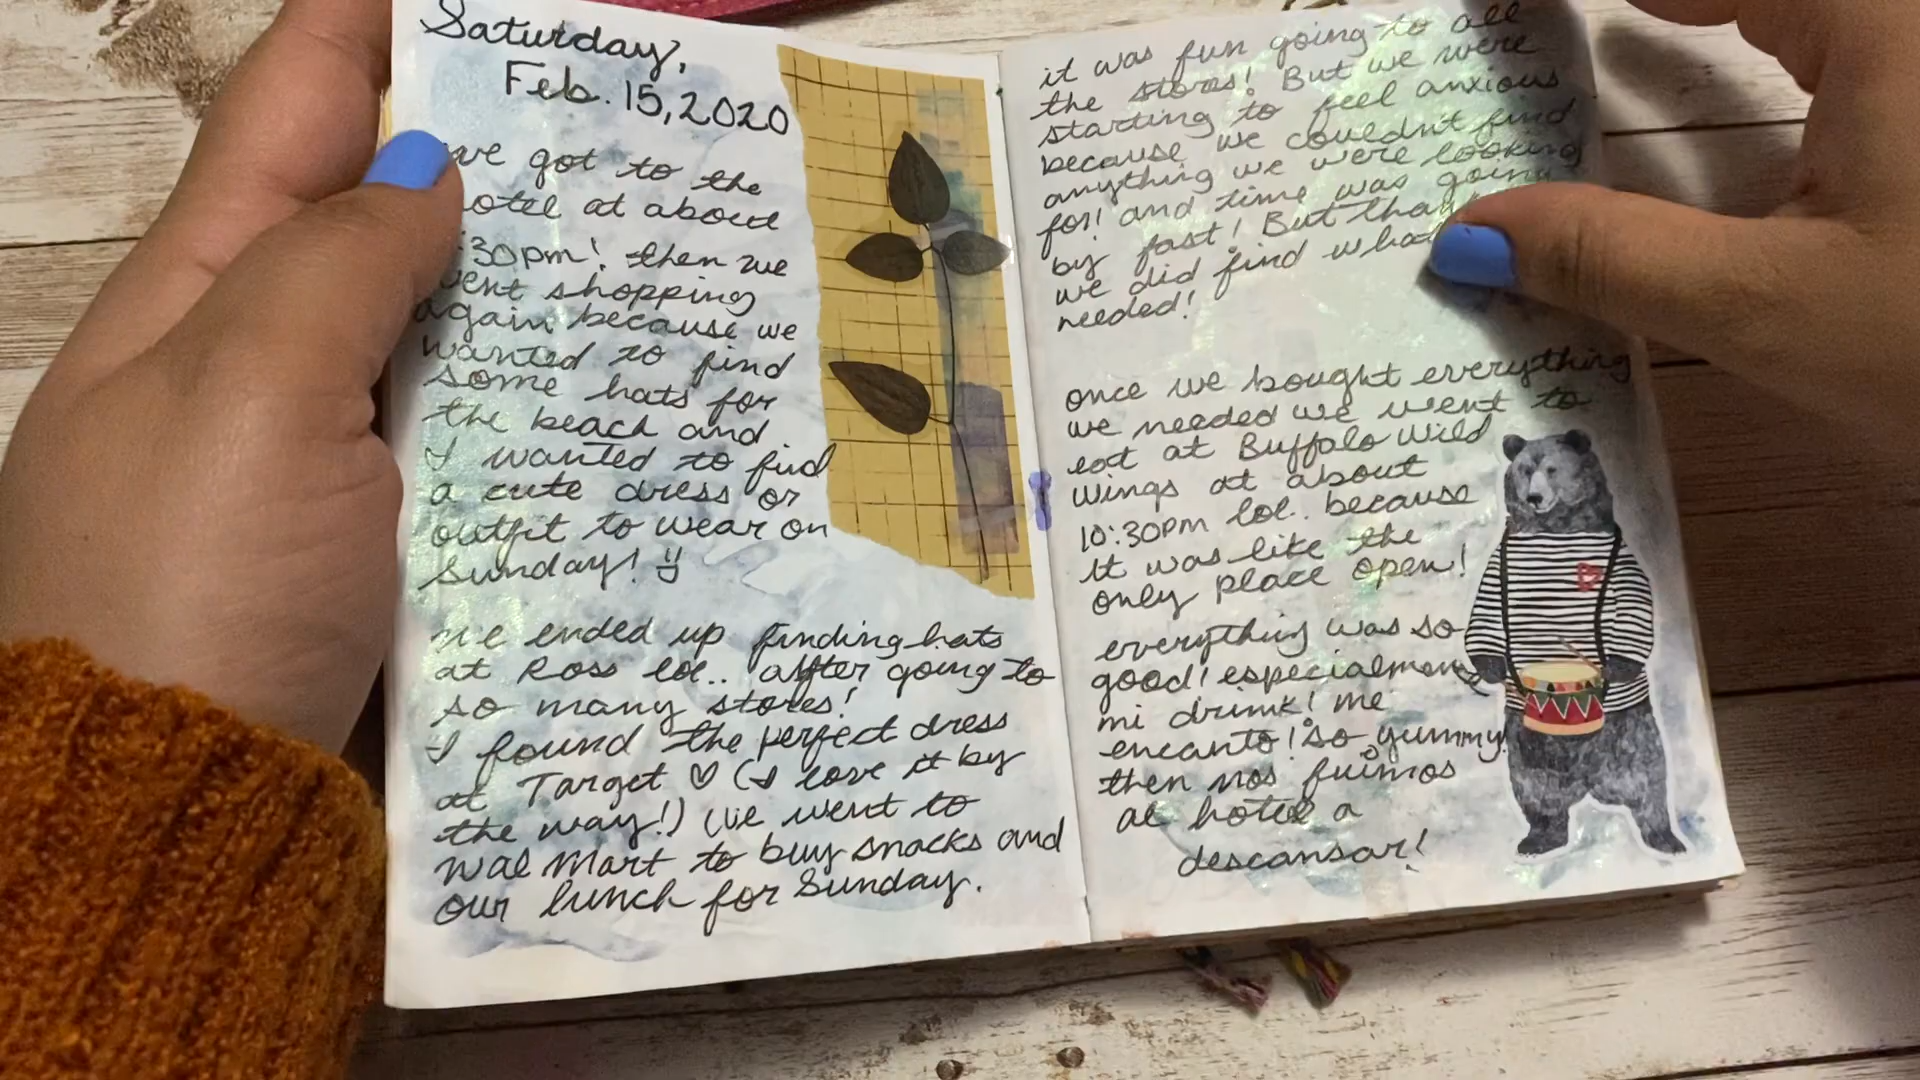 Saturday,
Feb. 15, 2020
we got to the
hotel at about
:30pm! then we
went shopping
again because we
wanted to find
some hats for
the beach and
I wanted to find
a cute dress or
outfit to wear on
Sunday!
We ended up finding hats
at Ross lol.. after going to
so many stores!
I found the perfect dress
at Target ♡ (I love it by
the way!) We went to
Walmart to buy snacks and
our lunch for Sunday.
it was fun going to all
the stores! But we were
starting to feel anxious
because we couldn't find
anything we were looking
for! and time was going
by fast! But
we did find what
needed!
once we bought everything
we needed we went to
eat at Buffalo Wild
wings at about
10:30pm lol. because
it was like the
only place open!
everything was so
good! especialmen
mi drink! me
encanto! so yummy!
then nos fuimos
al hotel a
descansar!